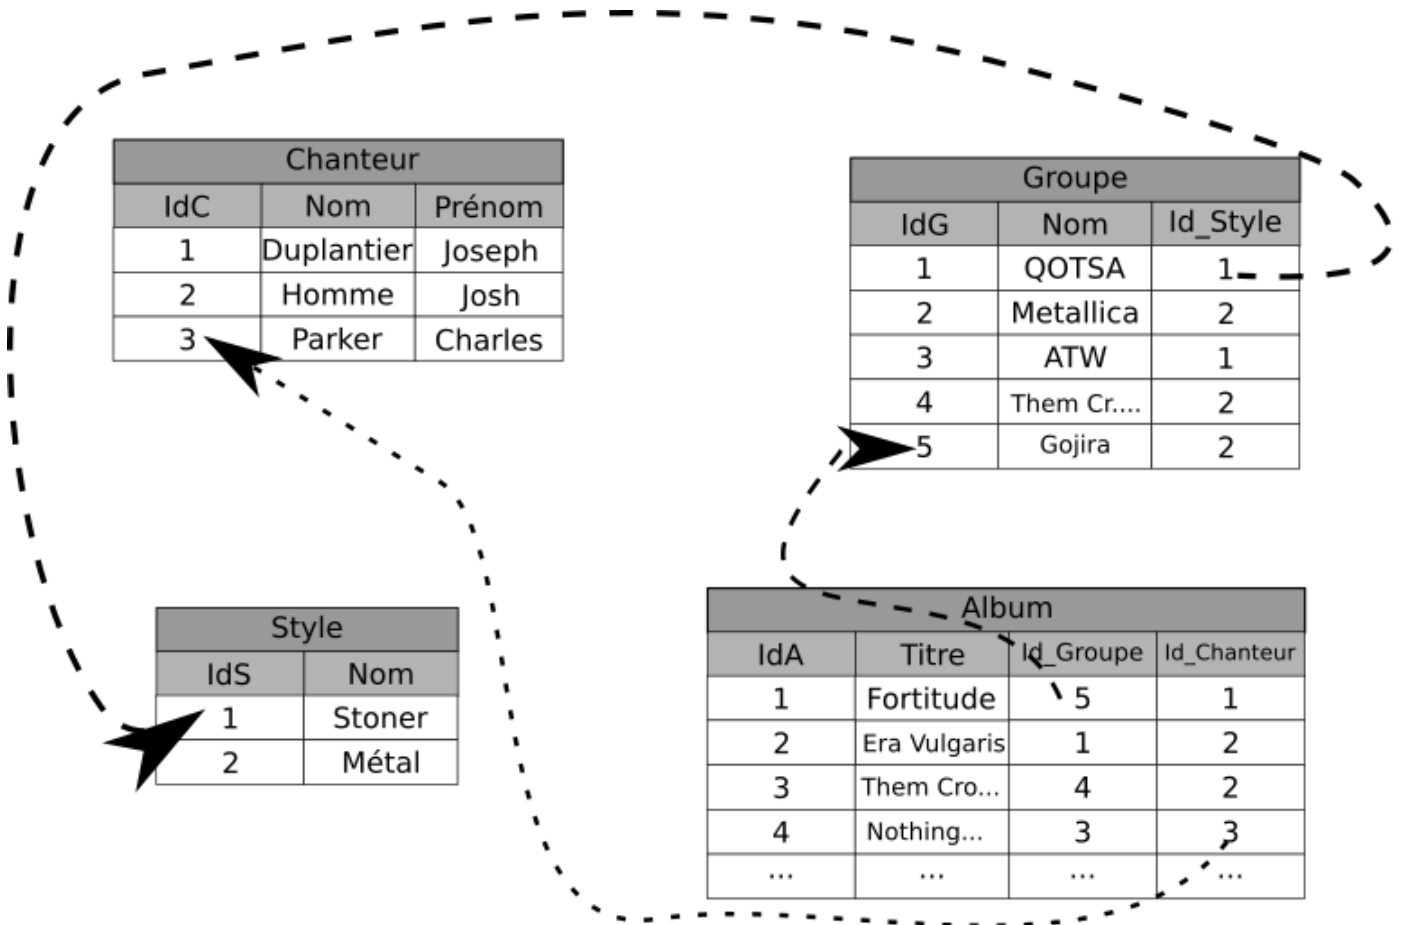 Chanteur
IdC Nom Prénom
1 Duplantier Joseph
2 Homme Josh
3 Parker Charles
Groupe
IdG Nom Id_Style
1 QOTSA 1
2 Metallica 2
3 ATW 1
4 Them Cr.... 2
5 Gojira 2
Style
IdS Nom
1 Stoner
2 Métal
Album
IdA Titre Id_Groupe Id_Chanteur
1 Fortitude 5 1
2 Era Vulgaris 1 2
3 Them Cro... 4 2
4 Nothing... 3 3
... ... ... ...